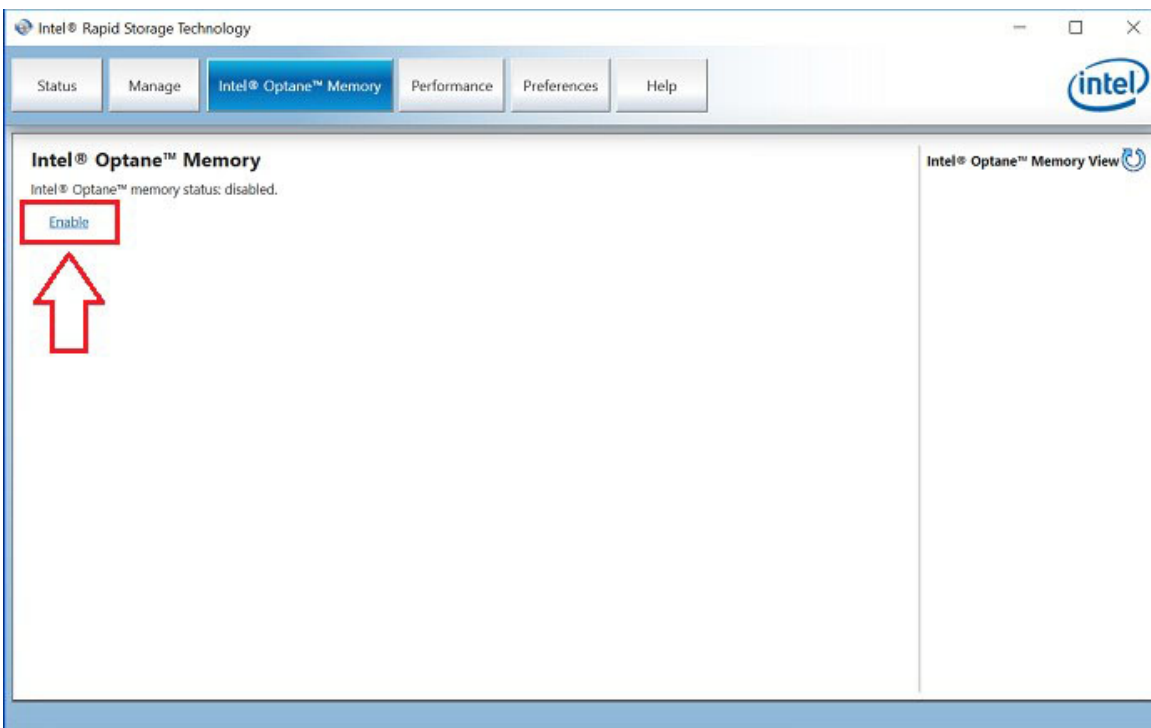 Intel® Rapid Storage Technology
Status Manage Intel® Optane™ Memory Performance Preferences Help
intel
Intel® Optane™ Memory
Intel® Optane™ memory status: disabled.
Enable
Intel® Optane™ Memory View